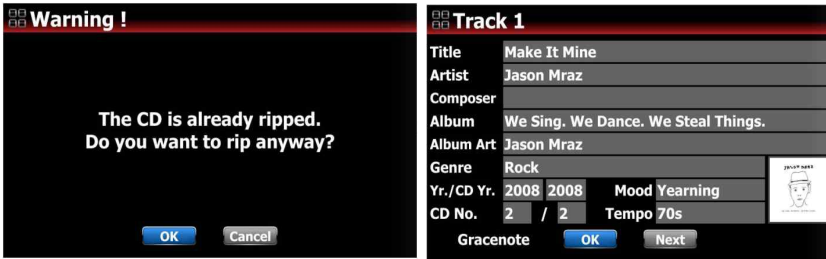 Warning !
The CD is already ripped.
Do you want to rip anyway?
OK Cancel
Track 1
Title Make It Mine
Artist Jason Mraz
Composer
Album We Sing. We Dance. We Steal Things.
Album Art Jason Mraz
Genre Rock
JASON MRAZ
Yr./CD Yr. 2008 2008 Mood Yearning
CD No. 2 / 2 Tempo 70s
Gracenote OK Next